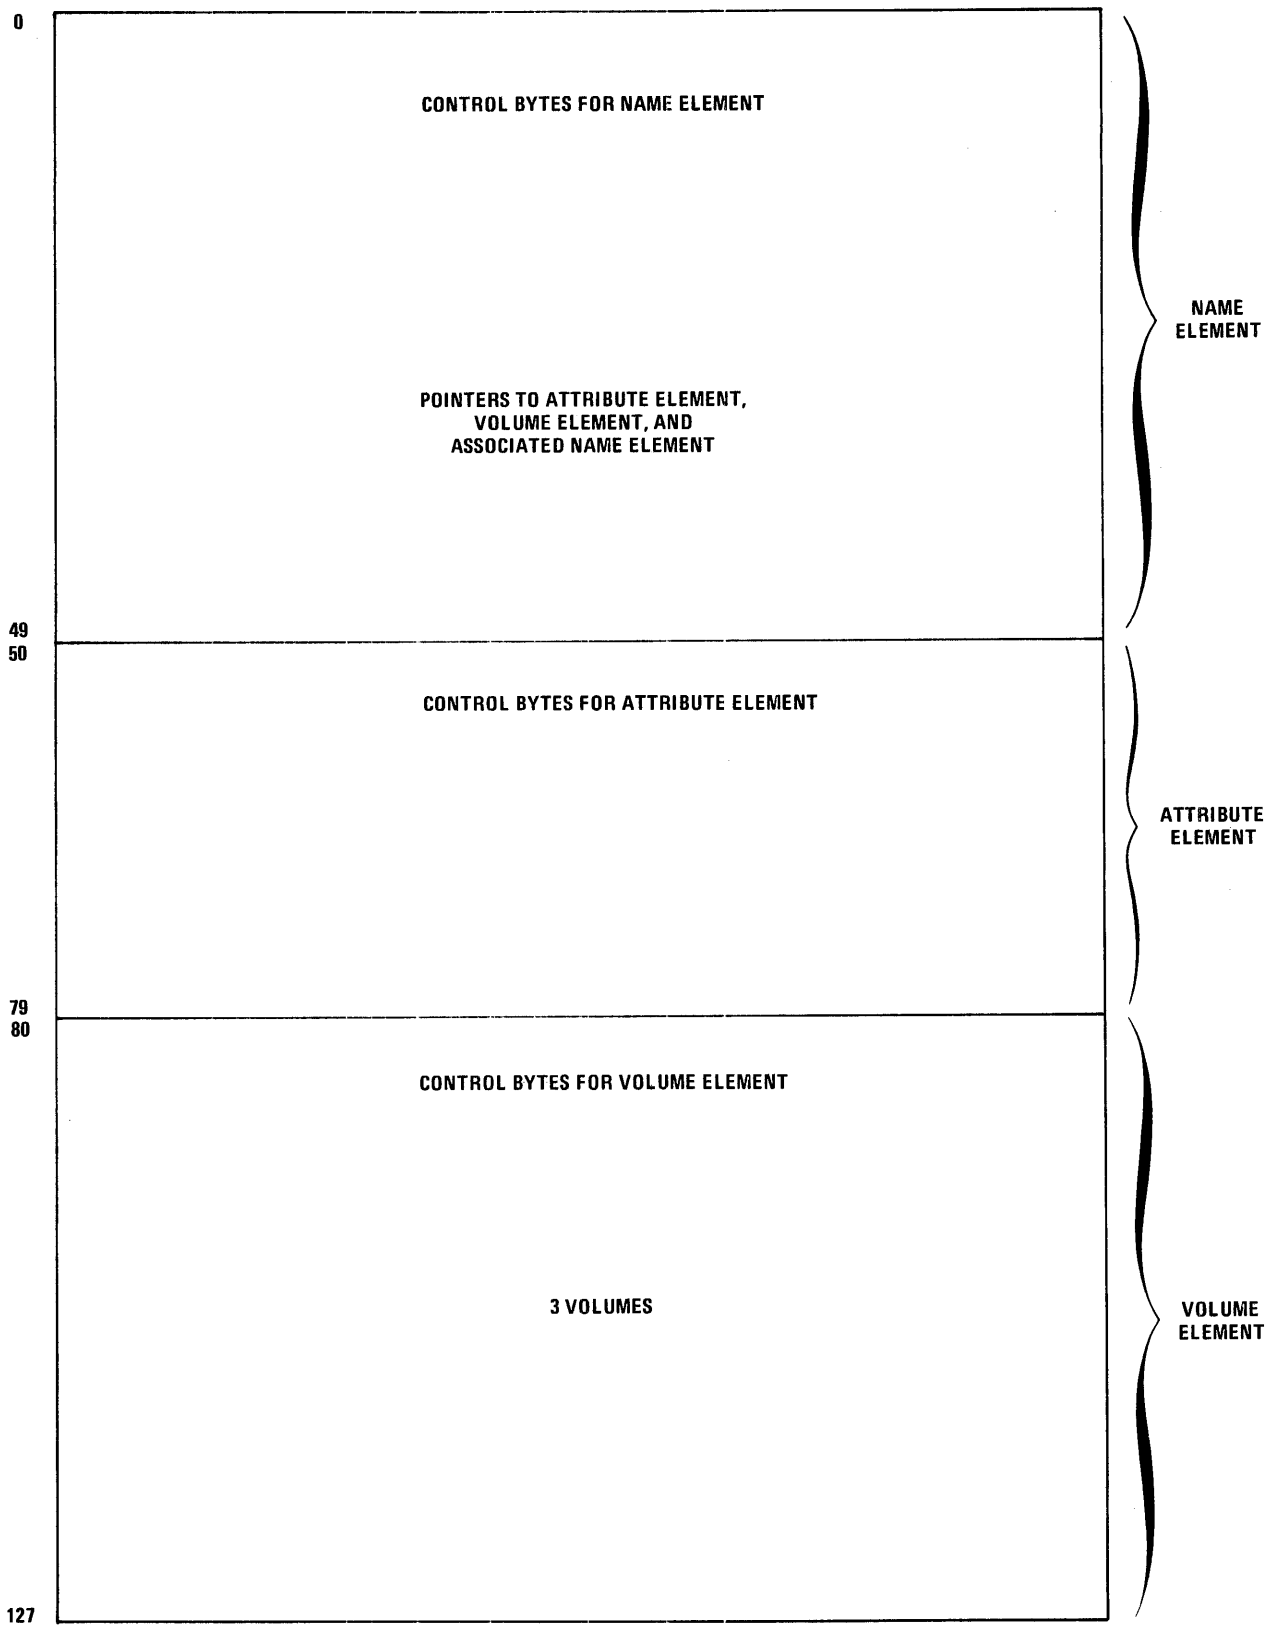 0
CONTROL BYTES FOR NAME ELEMENT
NAME
ELEMENT
POINTERS TO ATTRIBUTE ELEMENT,
VOLUME ELEMENT, AND
ASSOCIATED NAME ELEMENT
49
50
CONTROL BYTES FOR ATTRIBUTE ELEMENT
ATTRIBUTE
ELEMENT
79
80
CONTROL BYTES FOR VOLUME ELEMENT
3 VOLUMES
VOLUME
ELEMENT
127